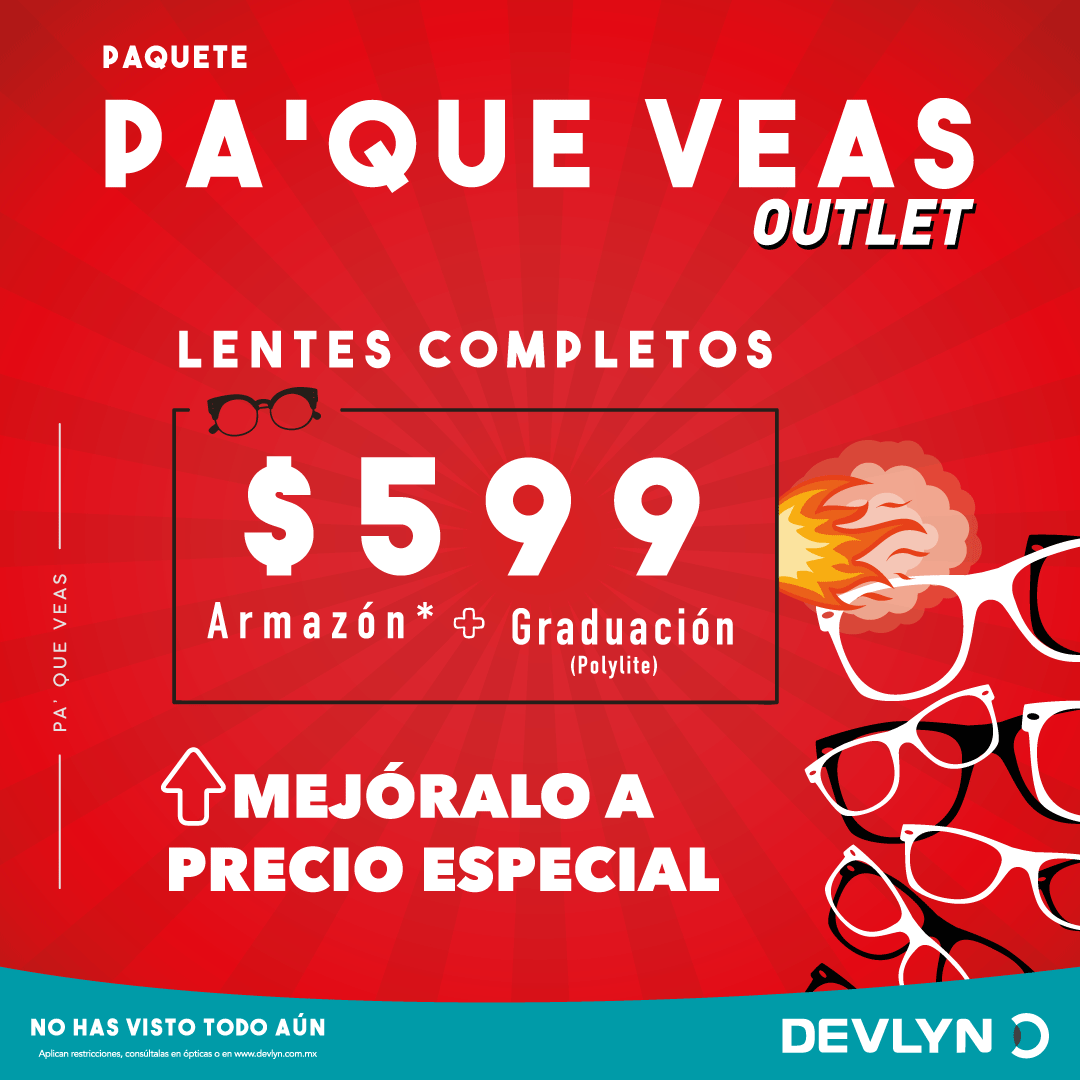 PAQUETE
PA'QUE VEAS
OUTLET
LENTES COMPLETOS
$599
Armazón* + Graduación
(Polylite)
PA' QUE VEAS
MEJÓRALO A
PRECIO ESPECIAL
NO HAS VISTO TODO AÚN
Aplican restricciones, consúltalas en ópticas o en www.devlyn.com.mx
DEVLYN